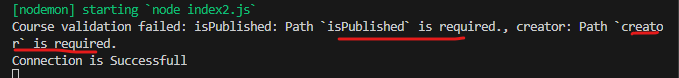 [nodemon] starting `node index2.js`
Course validation failed: isPublished: Path `isPublished` is required., creator: Path `creato
r` is required.
Connection is Successfull